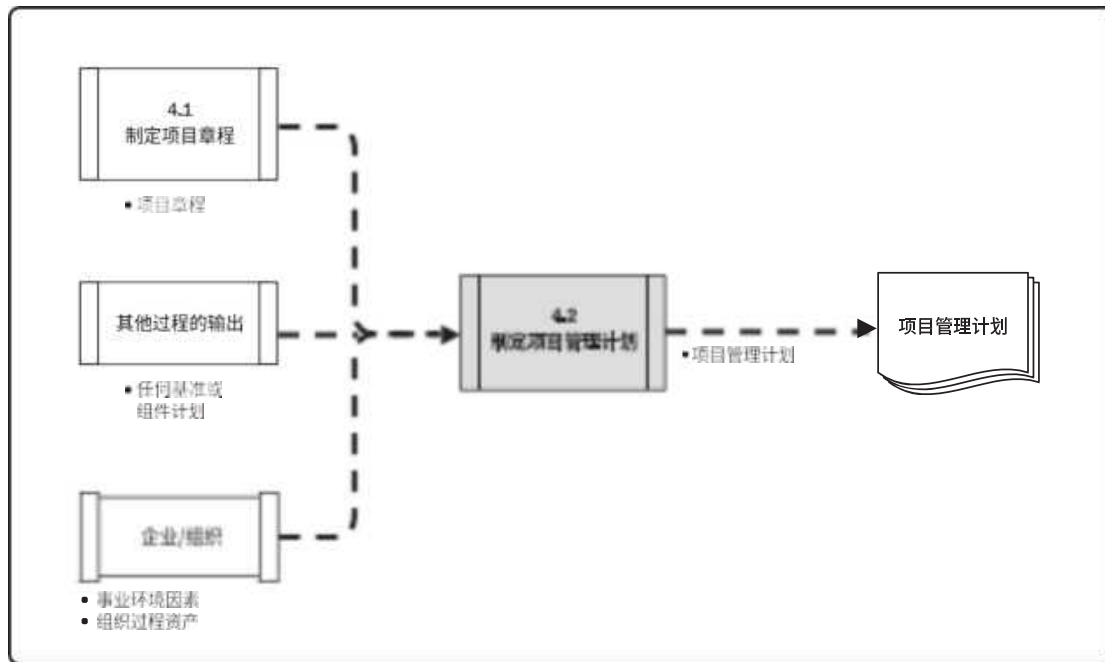 4.1
制定项目章程
• 项目章程
其他过程的输出
• 任何基准或
组件计划
企业/组织
• 事业环境因素
• 组织过程资产
4.2
制定项目管理计划
• 项目管理计划
项目管理计划